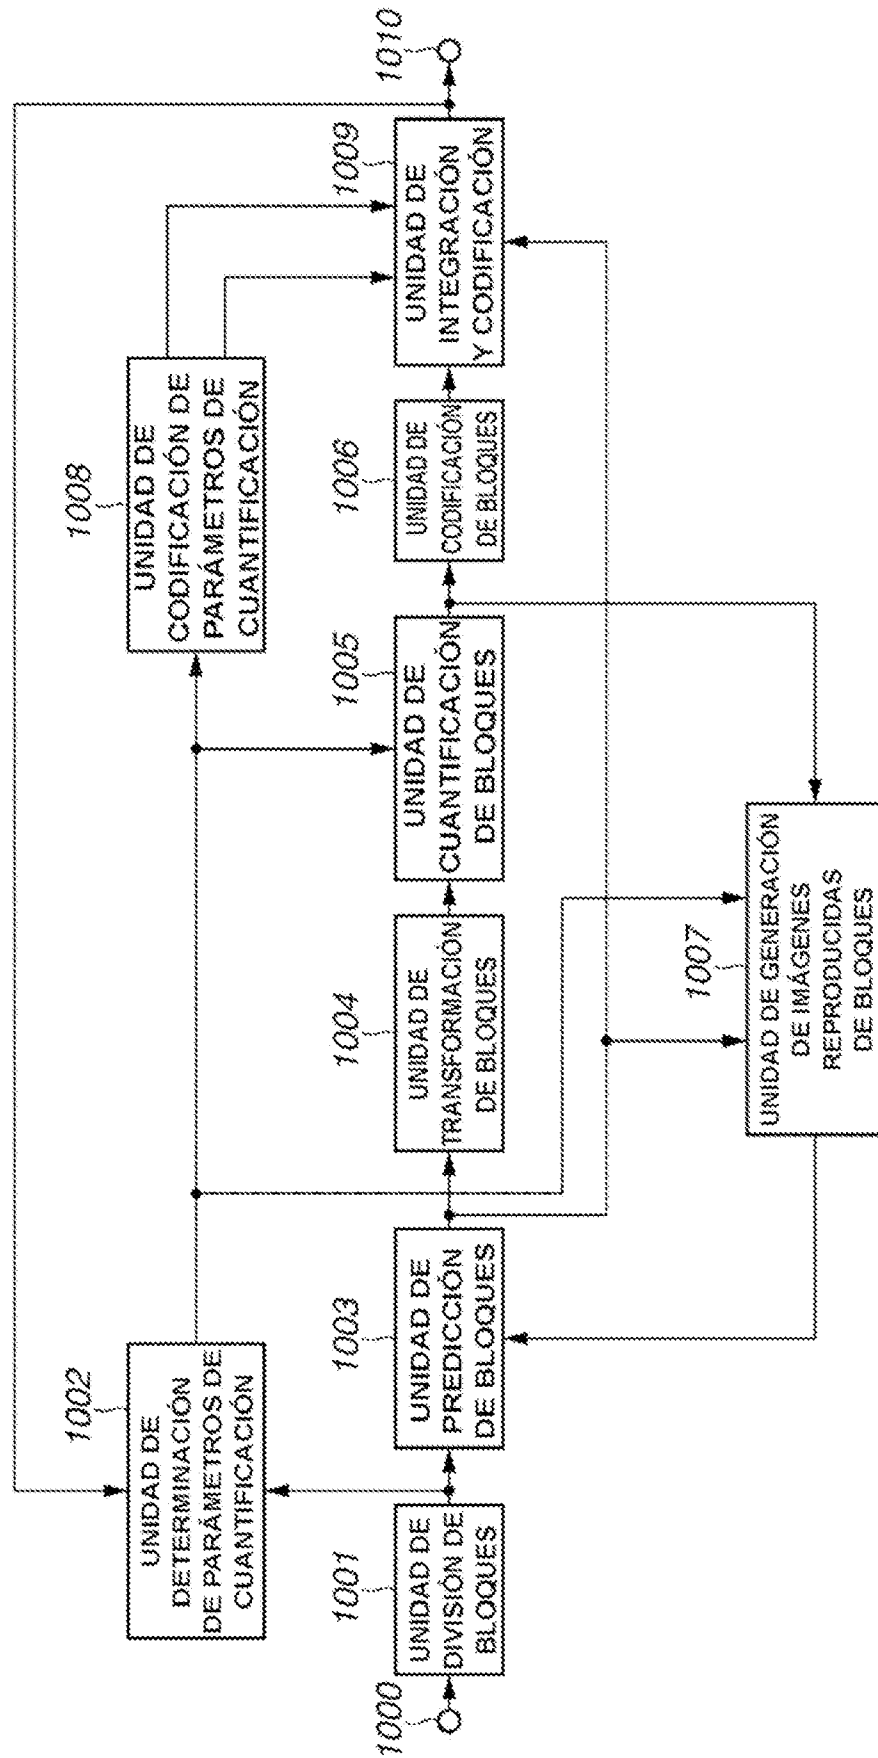 1000
1001
UNIDAD DE
DIVISIÓN DE
BLOQUES
1002
UNIDAD DE
DETERMINACIÓN
DE PARÁMETROS DE
CUANTIFICACIÓN
1003
UNIDAD DE
PREDICCIÓN
DE BLOQUES
1004
UNIDAD DE
TRANSFORMACIÓN
DE BLOQUES
1005
UNIDAD DE
CUANTIFICACIÓN
DE BLOQUES
1006
UNIDAD DE
CODIFICACIÓN
DE BLOQUES
1007
UNIDAD DE GENERACIÓN
DE IMÁGENES
REPRODUCIDAS
DE BLOQUES
1008
UNIDAD DE
CODIFICACIÓN DE
PARÁMETROS DE
CUANTIFICACIÓN
1009
UNIDAD DE
INTEGRACIÓN
Y CODIFICACIÓN
1010